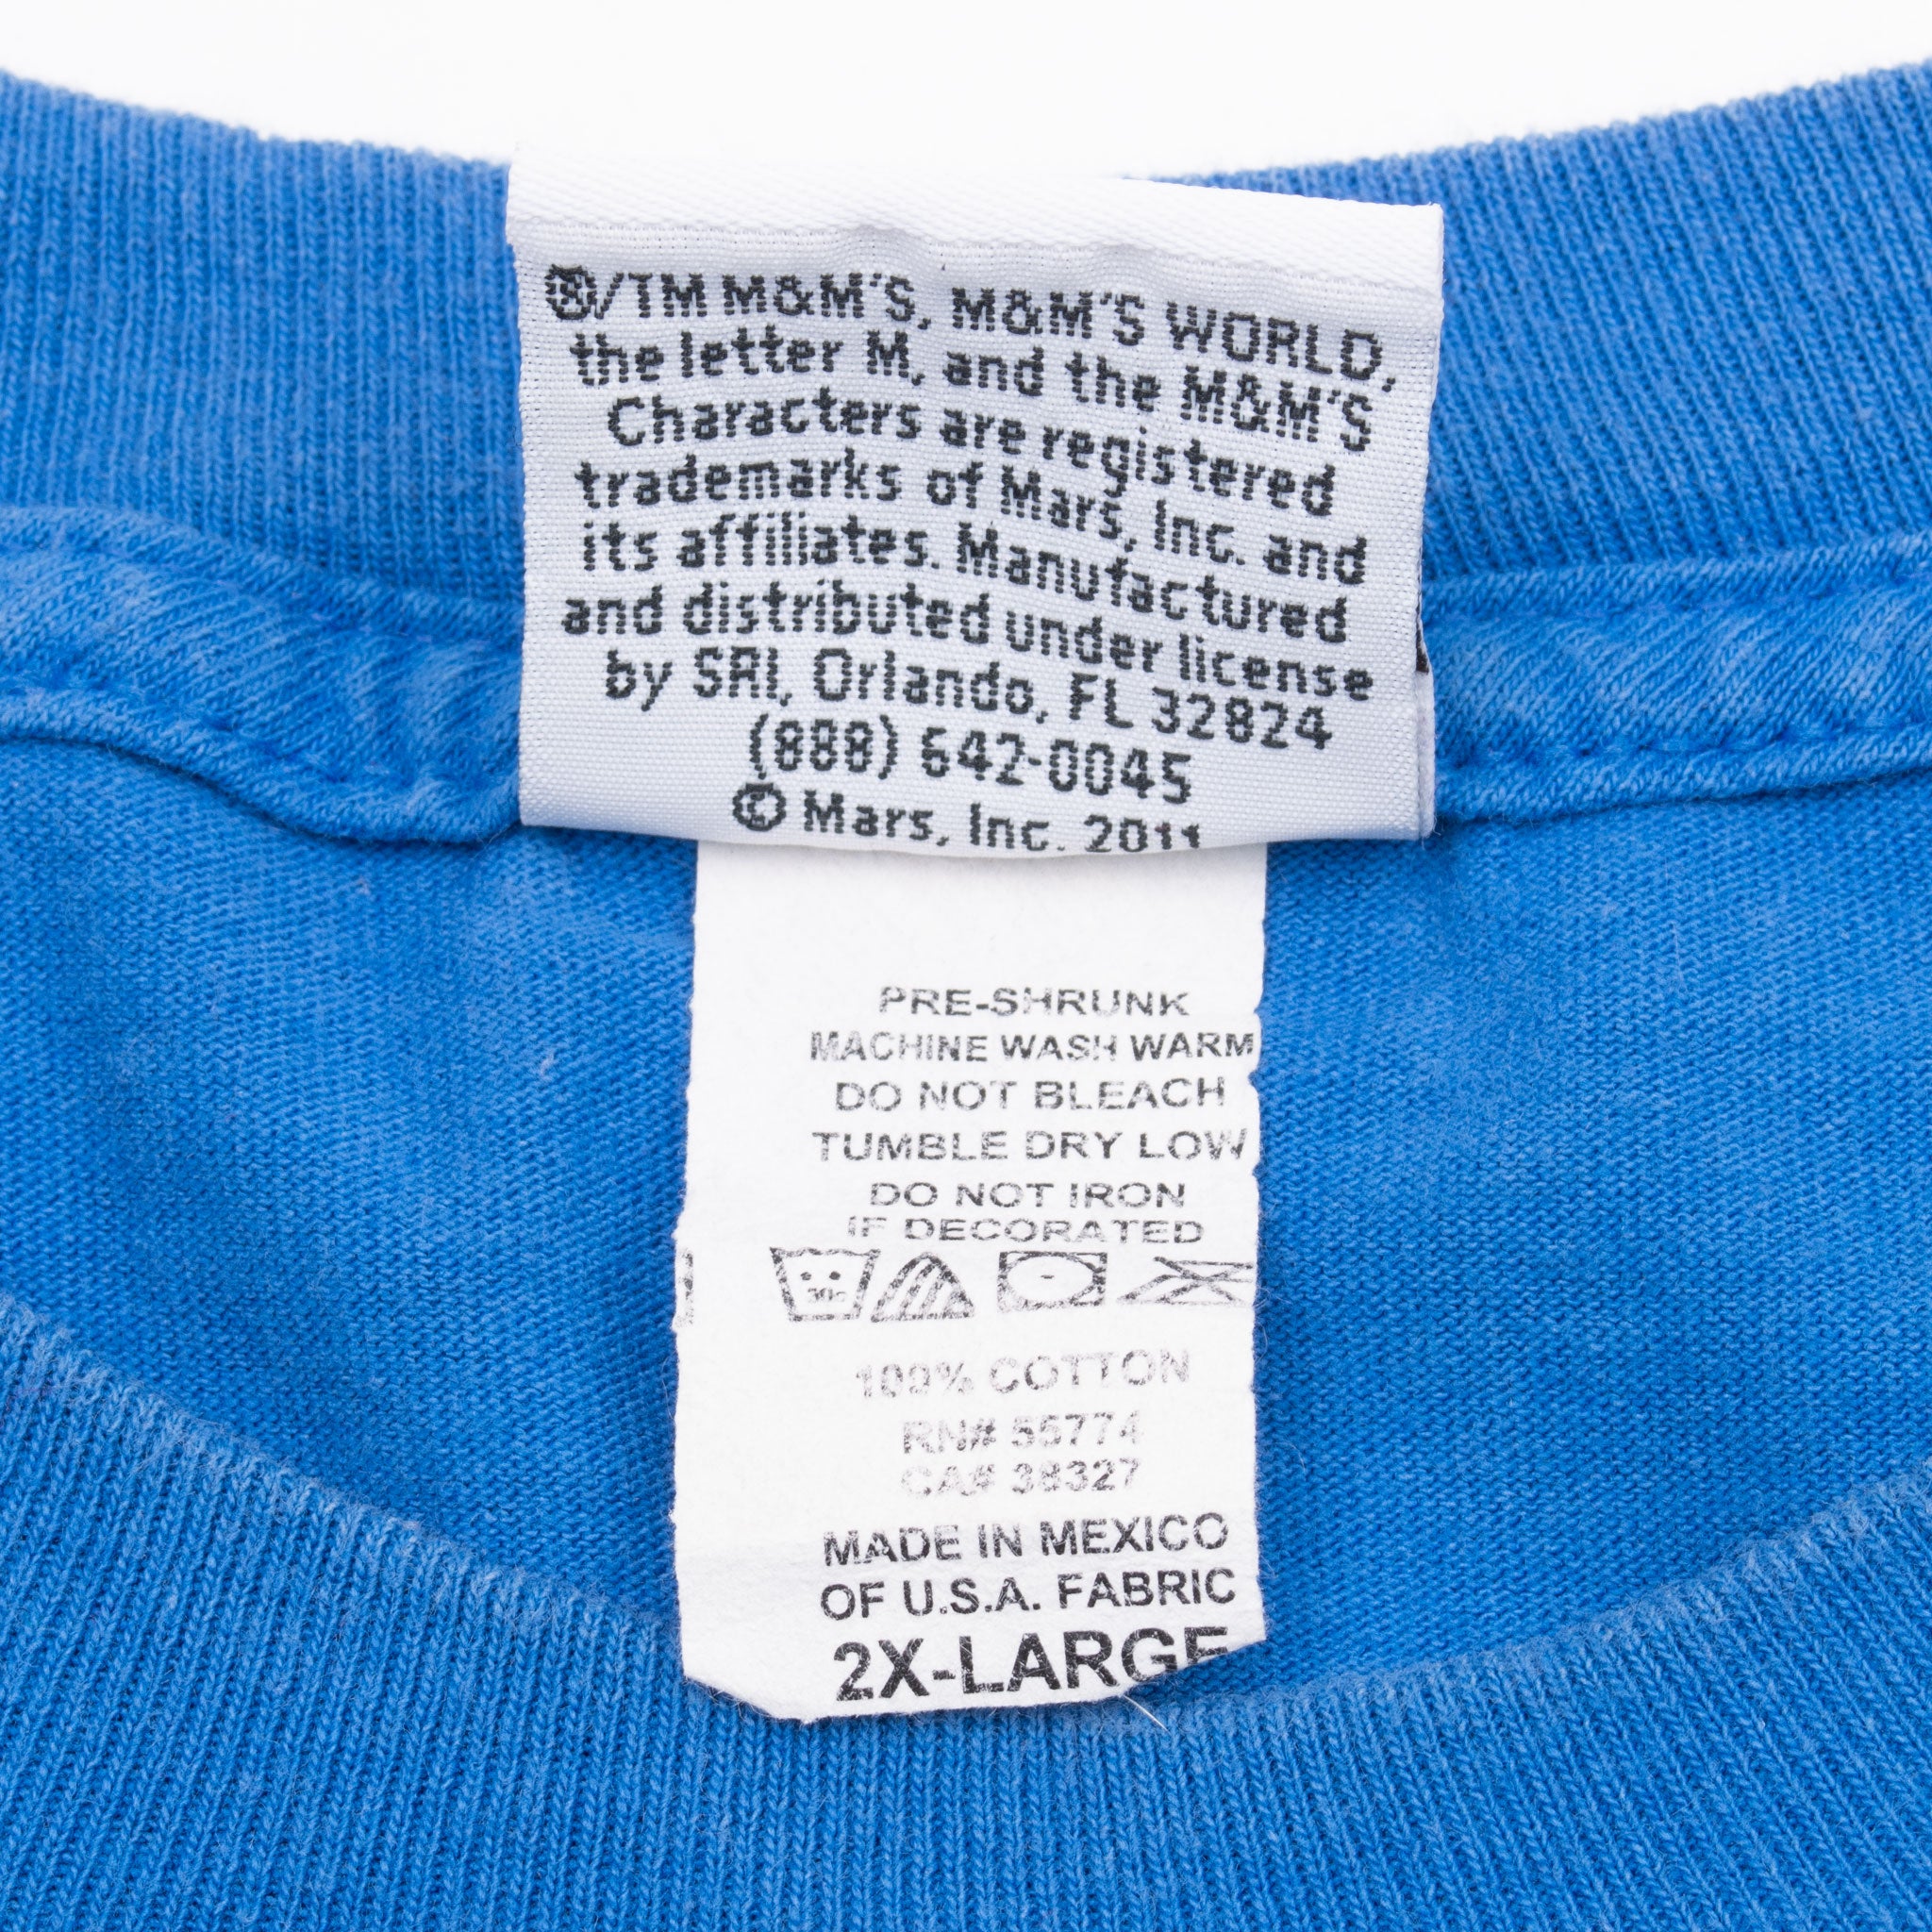 ®/TM M&M'S, M&M'S WORLD,
the letter M, and the M&M'S
Characters are registered
trademarks of Mars, Inc. and
its affiliates. Manufactured
and distributed under license
by SRI, Orlando, FL 32824
(888) 642-0045
© Mars, Inc. 2011
PRE-SHRUNK
MACHINE WASH WARM
DO NOT BLEACH
TUMBLE DRY LOW
DO NOT IRON
IF DECORATED
30c
100% COTTON
RN# 55774
CA# 38327
MADE IN MEXICO
OF U.S.A. FABRIC
2X-LARGE